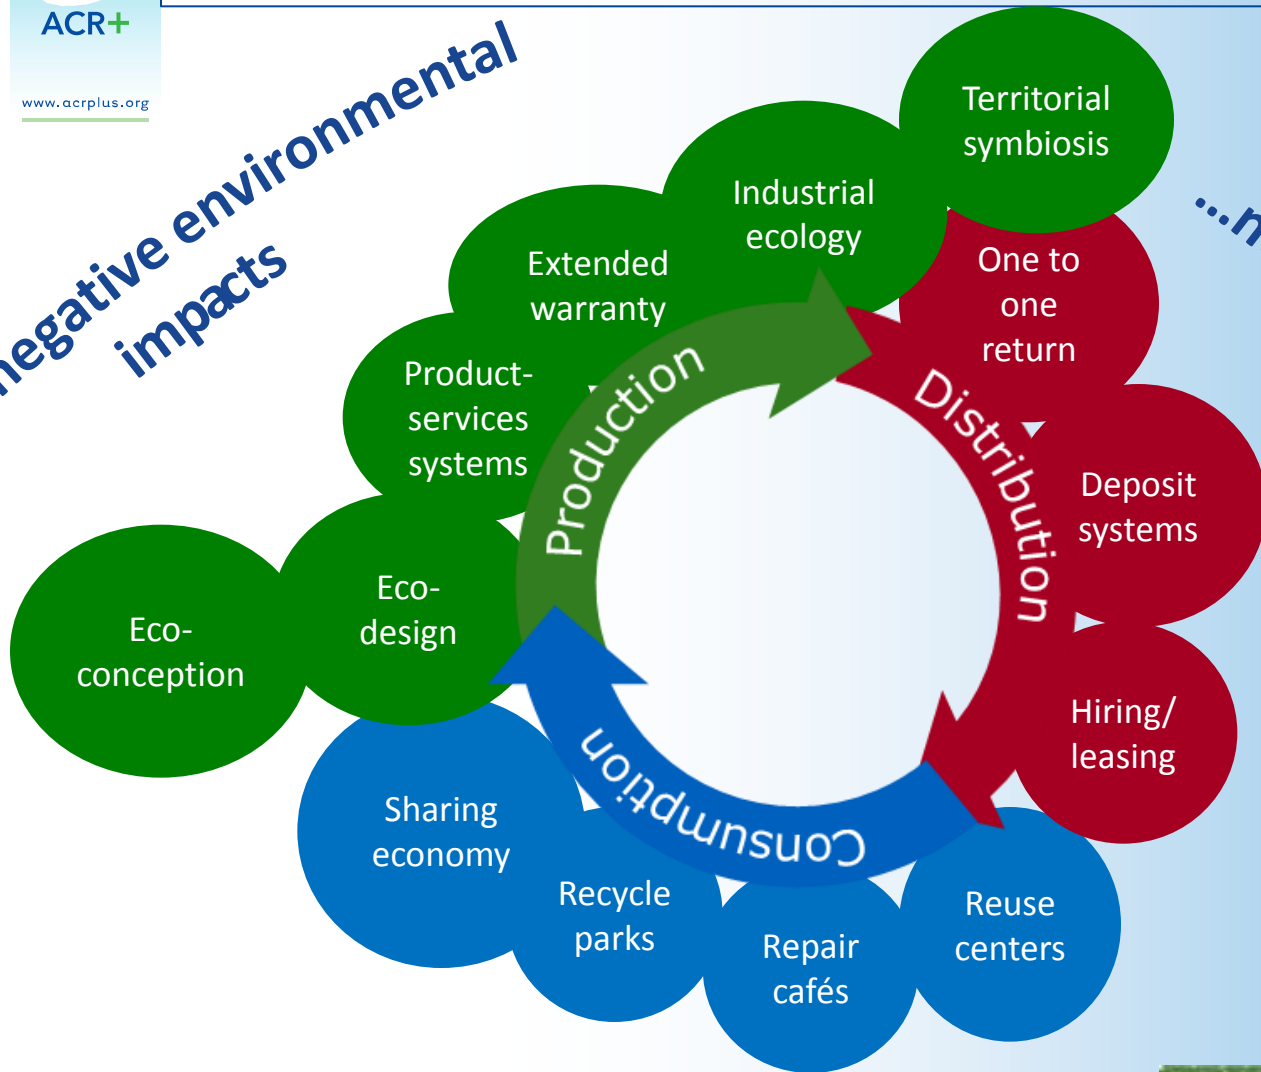 ACR+
www.acrplus.org
negative environmental
impacts
Territorial
symbiosis
Industrial
ecology
Extended
warranty
Product-
services
systems
Eco-
design
Eco-
conception
One to
one
return
Deposit
systems
Hiring/
leasing
Production
Distribution
Consumption
Sharing
economy
Recycle
parks
Repair
cafés
Reuse
centers